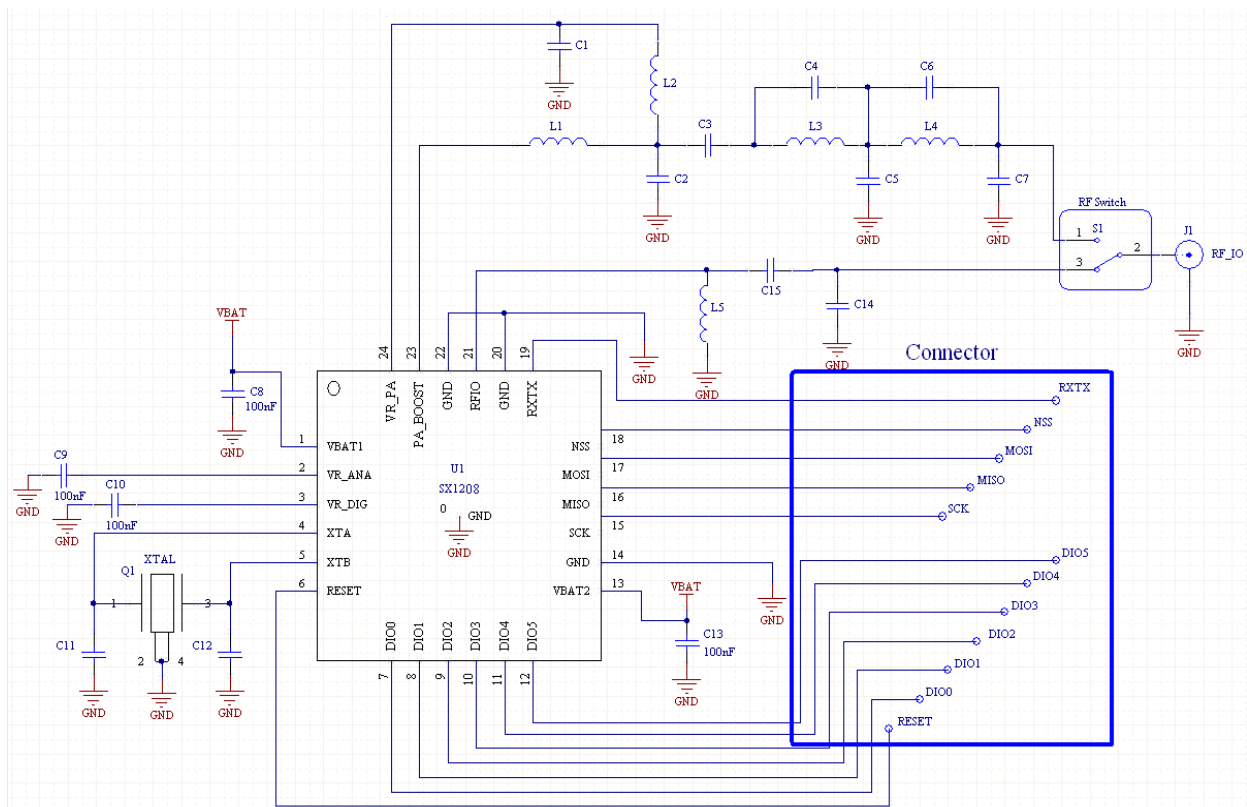 C1
GND
L2
C4
C6
L1
C3
L3
L4
C2
C5
C7
GND
GND
GND
RF Switch
S1
1
2
3
J1
RF_IO
GND
C15
L5
C14
GND
GND
VBAT
C8
100nF
GND
24
23
22
21
20
19
GND
VR_PA
PA_BOOST
GND
RFIO
GND
RXTX
Connector
RXTX
NSS
MOSI
MISO
SCK
DIO5
DIO4
DIO3
DIO2
DIO1
DIO0
RESET
1 VBAT1
2 VR_ANA
3 VR_DIG
4 XTA
5 XTB
6 RESET
U1
SX1208
0 GND
GND
NSS 18
MOSI 17
MISO 16
SCK 15
GND 14
VBAT2 13
C9
100nF
GND
C10
100nF
GND
XTAL
Q1
1
3
2
4
C11
C12
GND
GND
GND
VBAT
C13
100nF
GND
GND
DIO0
DIO1
DIO2
DIO3
DIO4
DIO5
7
8
9
10
11
12